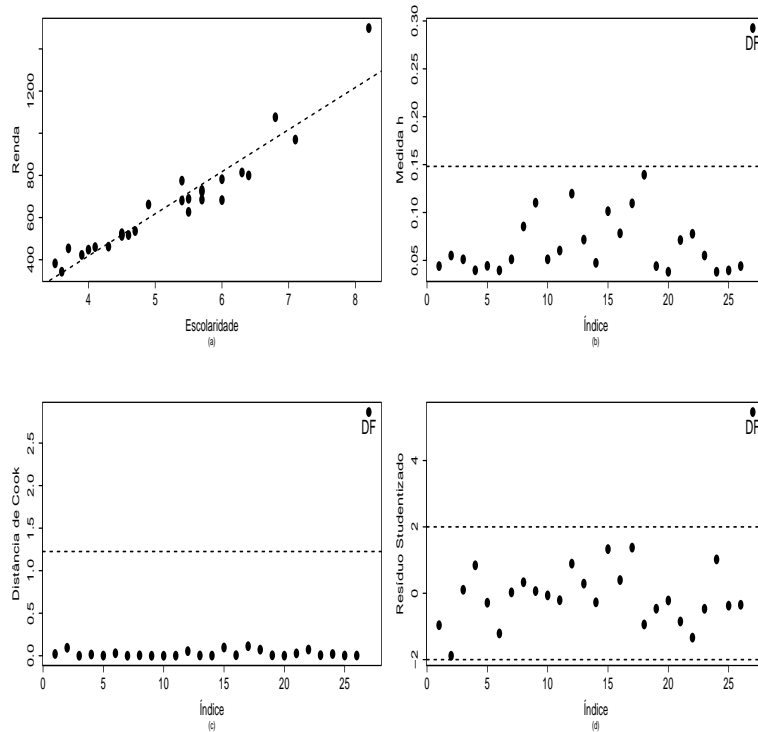 Renda
400 600 800 1200
4 5 6 7 8
Escolaridade
(a)
Medida h
0.05 0.10 0.15 0.20 0.25 0.30
DF
0 5 10 15 20 25
Índice
(b)
Distância de Cook
0.0 0.5 1.0 1.5 2.0 2.5
DF
0 5 10 15 20 25
Índice
(c)
Resíduo Studentizado
−2 0 2 4
DF
0 5 10 15 20 25
Índice
(d)